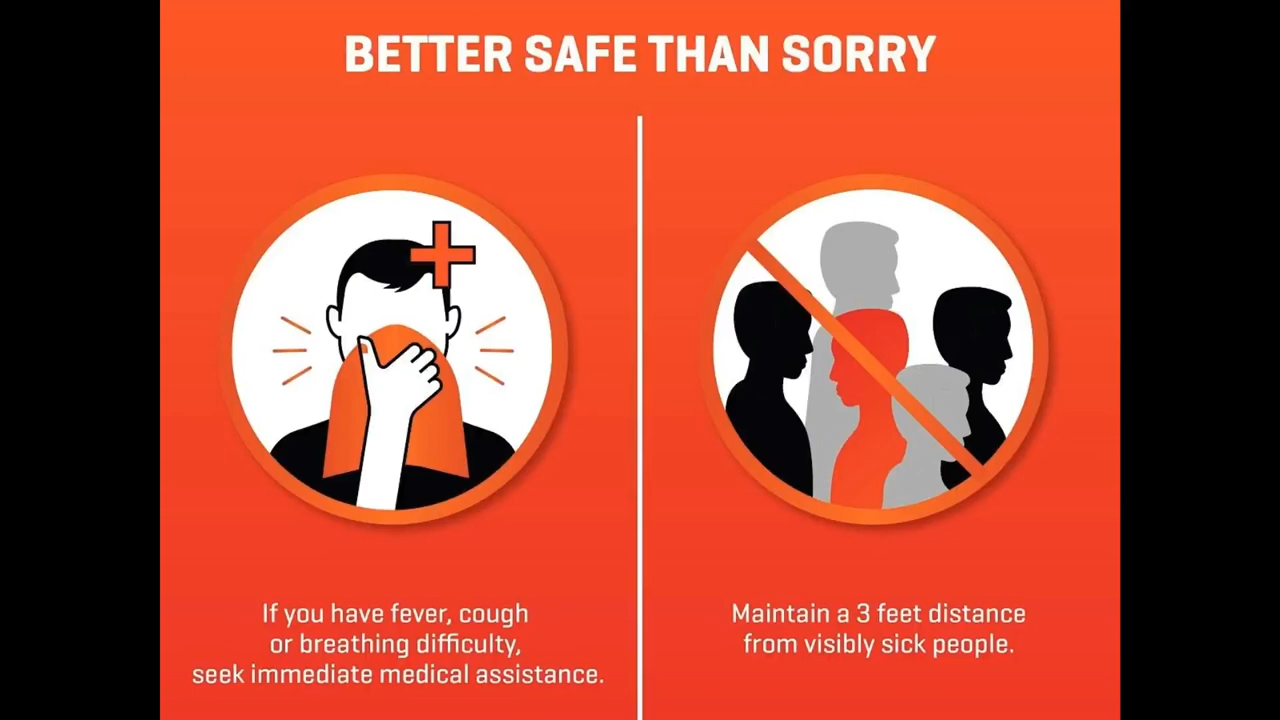 BETTER SAFE THAN SORRY
If you have fever, cough
or breathing difficulty,
seek immediate medical assistance.
Maintain a 3 feet distance
from visibly sick people.